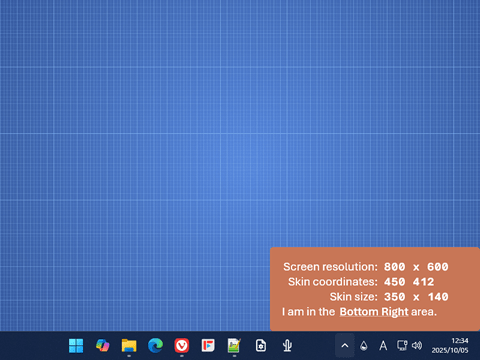 Screen resolution: 800 x 600
Skin coordinates: 450 412
Skin size: 350 x 140
I am in the Bottom Right area.
A
12:34
2025/10/05